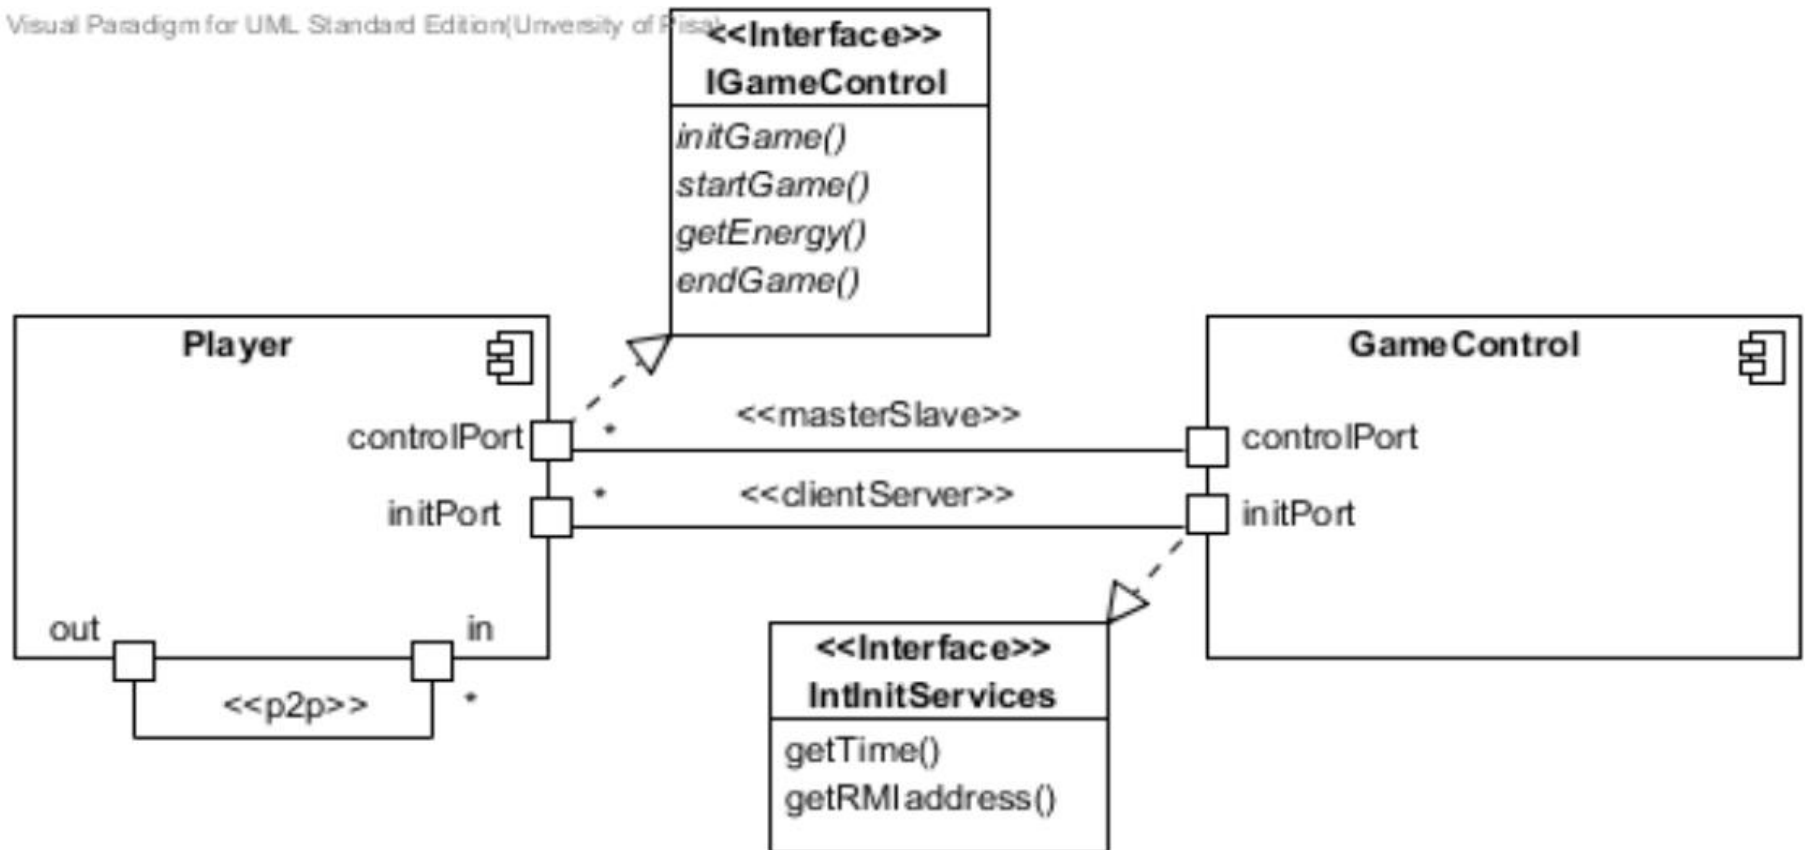 Visual Paradigm for UML Standard Edition(Unversity of Pisa)
<<Interface>>
IGameControl
initGame()
startGame()
getEnergy()
endGame()
Player
GameControl
<<masterSlave>>
controlPort
*
controlPort
<<clientServer>>
*
initPort
initPort
out
in
<<p2p>>
*
<<Interface>>
IntInitServices
getTime()
getRMIaddress()